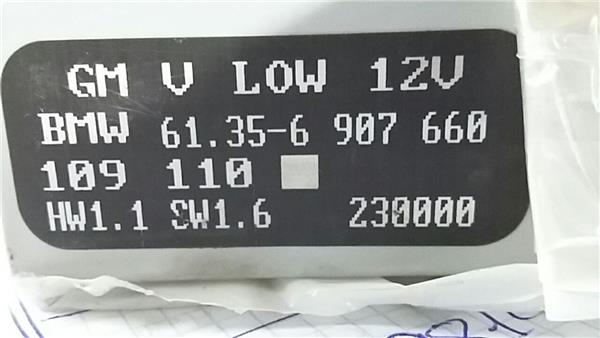 GM V LOW 12V
BMW 61.35-6 907 660
109 110
HW1.1 SW1.6 230000